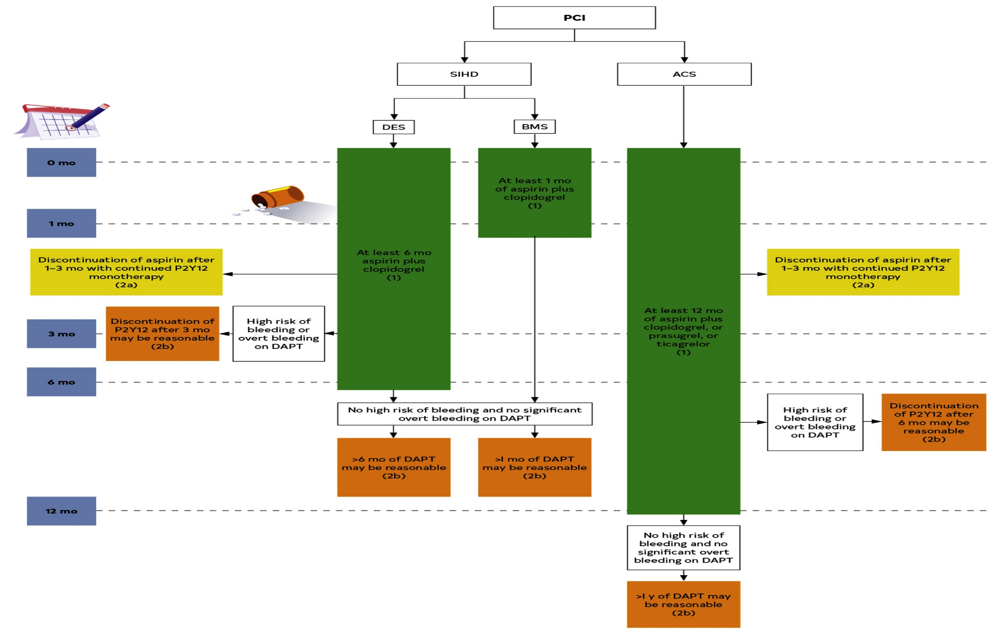 PCI
SIHD
ACS
DES
BMS
0 mo
At least 1 mo
of aspirin plus
clopidogrel
(1)
1 mo
At least 6 mo
aspirin plus
clopidogrel
(1)
Discontinuation of aspirin after
1–3 mo with continued P2Y12
monotherapy
(2a)
Discontinuation of aspirin after
1–3 mo with continued P2Y12
monotherapy
(2a)
3 mo
Discontinuation of
P2Y12 after 3 mo
may be reasonable
(2b)
High risk of
bleeding or
overt bleeding
on DAPT
At least 12 mo
of aspirin plus
clopidogrel, or
prasugrel, or
ticagrelor
(1)
6 mo
No high risk of bleeding and no significant
overt bleeding on DAPT
High risk of
bleeding or
overt bleeding
on DAPT
Discontinuation
of P2Y12 after
6 mo may be
reasonable
(2b)
>6 mo of DAPT
may be reasonable
(2b)
>l mo of DAPT
may be reasonable
(2b)
12 mo
No high risk of
bleeding and no
significant overt
bleeding on DAPT
>l y of DAPT may
be reasonable
(2b)